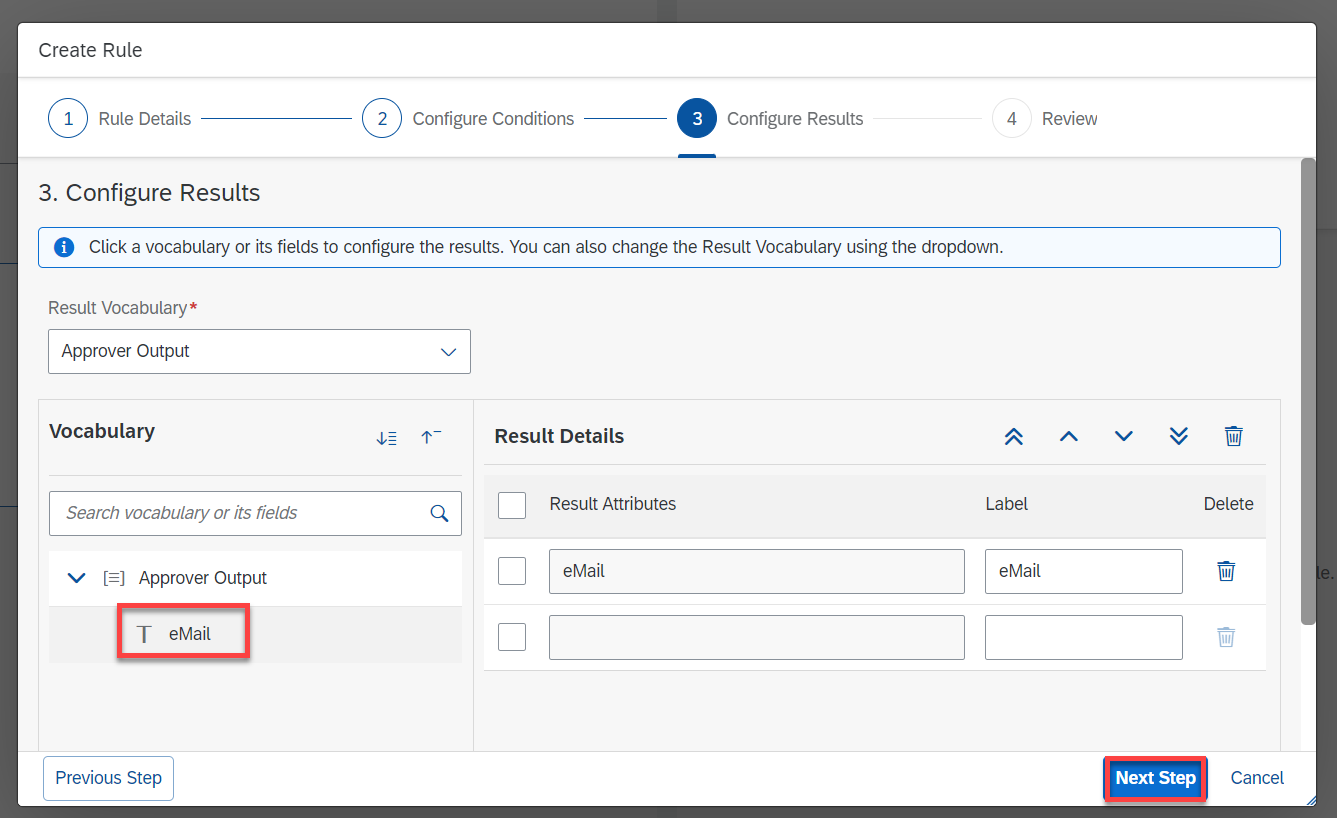 Create Rule
1 Rule Details 2 Configure Conditions 3 Configure Results 4 Review
3. Configure Results
Click a vocabulary or its fields to configure the results. You can also change the Result Vocabulary using the dropdown.
Result Vocabulary*
Approver Output
Vocabulary
Search vocabulary or its fields
Approver Output
T eMail
Result Details
Result Attributes Label Delete
eMail eMail
le.
Previous Step Next Step Cancel